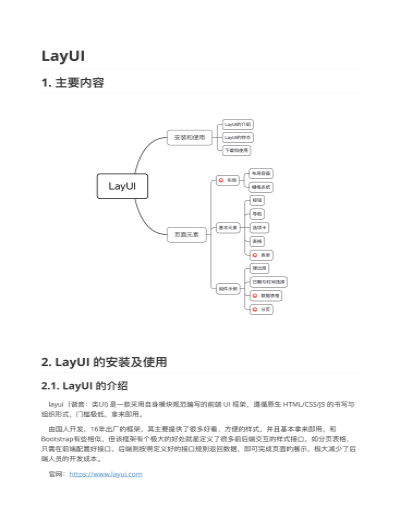 LayUI
1. 主要内容
LayUI
安装和使用
LayUI的介绍
LayUI的特点
下载和使用
页面元素
布局
布局容器
栅格系统
基本元素
按钮
导航
选项卡
表格
表单
组件示例
弹出层
日期与时间选择
数据表格
分页
2. LayUI 的安装及使用
2.1. LayUI 的介绍
layui（谐音：类UI) 是一款采用自身模块规范编写的前端 UI 框架，遵循原生 HTML/CSS/JS 的书写与
组织形式，门槛极低，拿来即用。
由国人开发，16年出厂的框架，其主要提供了很多好看、方便的样式，并且基本拿来即用，和
Bootstrap有些相似，但该框架有个极大的好处就是定义了很多前后端交互的样式接口，如分页表格，
只需在前端配置好接口，后端则按照定义好的接口规则返回数据，即可完成页面的展示，极大减少了后
端人员的开发成本。
官网：https://www.layui.com